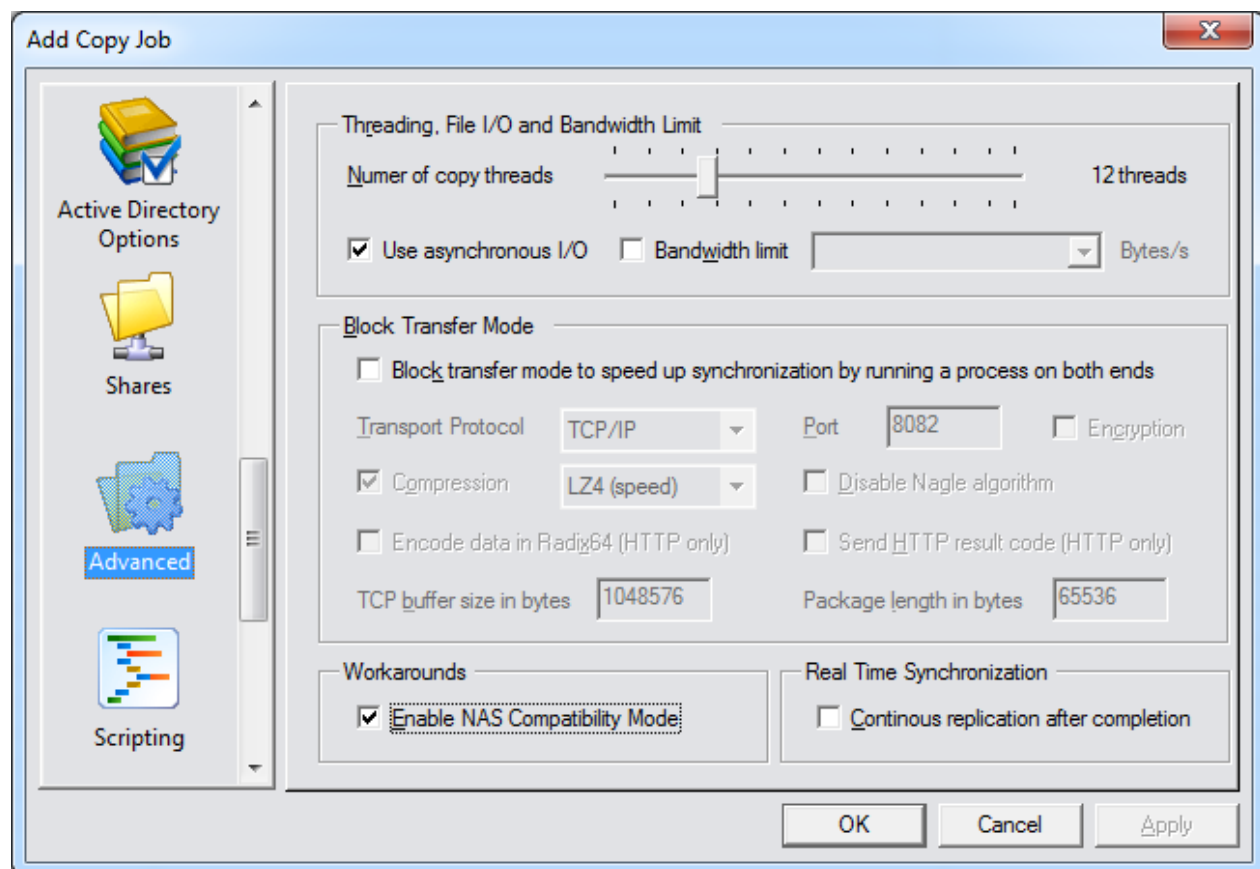 Add Copy Job
Active Directory
Options
Shares
Advanced
Scripting
Threading, File I/O and Bandwidth Limit
Numer of copy threads 12 threads
Use asynchronous I/O Bandwidth limit Bytes/s
Block Transfer Mode
Block transfer mode to speed up synchronization by running a process on both ends
Transport Protocol TCP/IP Port 8082 Encryption
Compression LZ4 (speed) Disable Nagle algorithm
Encode data in Radix64 (HTTP only) Send HTTP result code (HTTP only)
TCP buffer size in bytes 1048576 Package length in bytes 65536
Workarounds Real Time Synchronization
Enable NAS Compatibility Mode Continous replication after completion
OK Cancel Apply